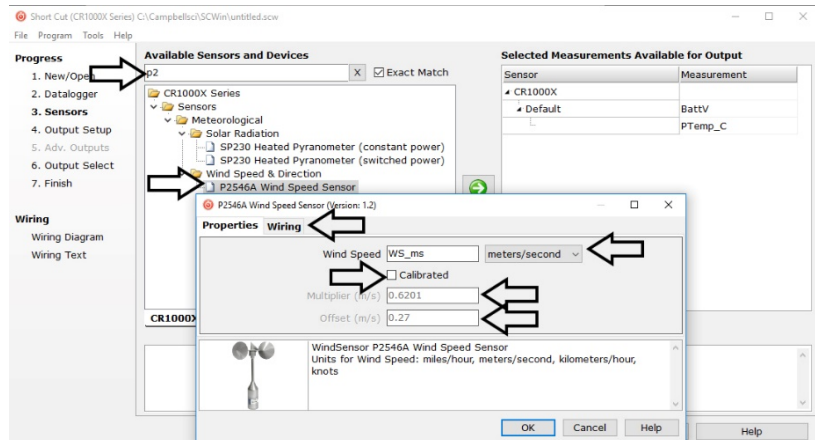 Short Cut (CR1000X Series) C:\Campbellsci\SCWin\untitled.scw
File Program Tools Help
Progress
1. New/Open
2. Datalogger
3. Sensors
4. Output Setup
5. Adv. Outputs
6. Output Select
7. Finish
Wiring
Wiring Diagram
Wiring Text
Available Sensors and Devices
p2 X Exact Match
CR1000X Series
Sensors
Meteorological
Solar Radiation
SP230 Heated Pyranometer (constant power)
SP230 Heated Pyranometer (switched power)
Wind Speed & Direction
P2546A Wind Speed Sensor
CR1000X
Selected Measurements Available for Output
Sensor Measurement
CR1000X
Default BattV
PTemp_C
P2546A Wind Speed Sensor (Version: 1.2)
Properties Wiring
Wind Speed WS_ms meters/second
Calibrated
Multiplier (m/s) 0.6201
Offset (m/s) 0.27
WindSensor P2546A Wind Speed Sensor
Units for Wind Speed: miles/hour, meters/second, kilometers/hour,
knots
OK Cancel Help
Help